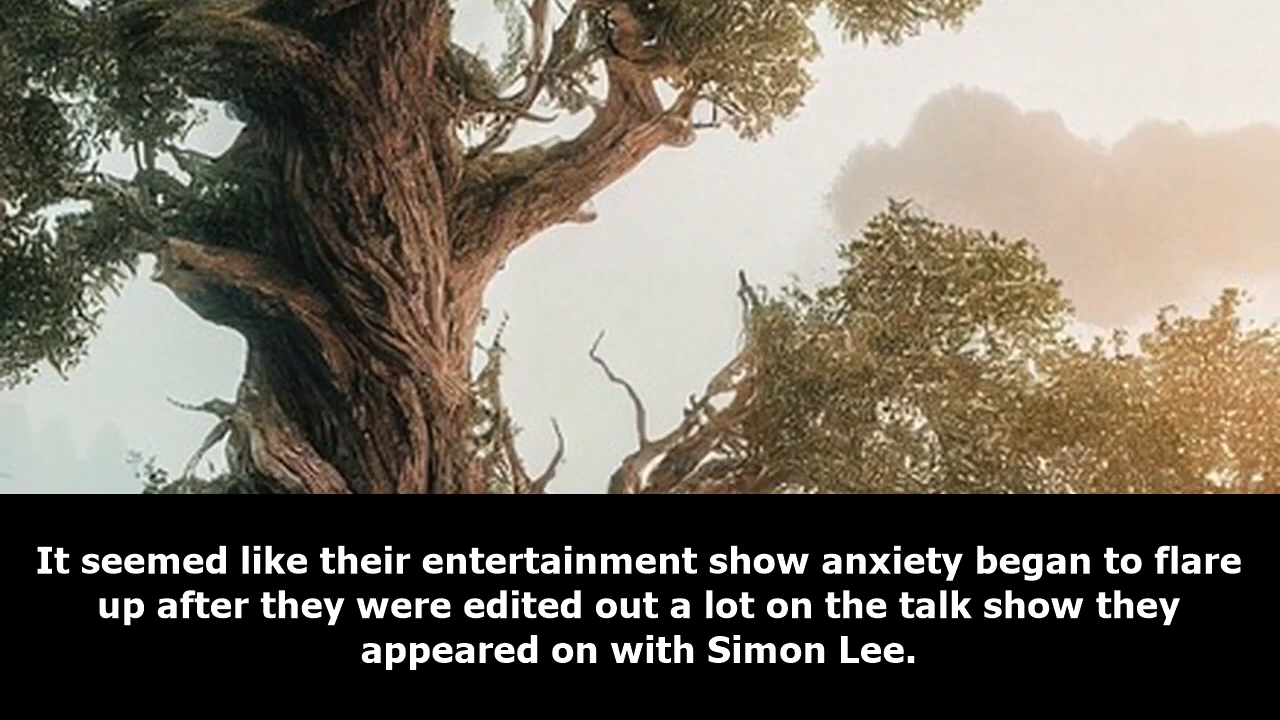 It seemed like their entertainment show anxiety began to flare
up after they were edited out a lot on the talk show they
appeared on with Simon Lee.